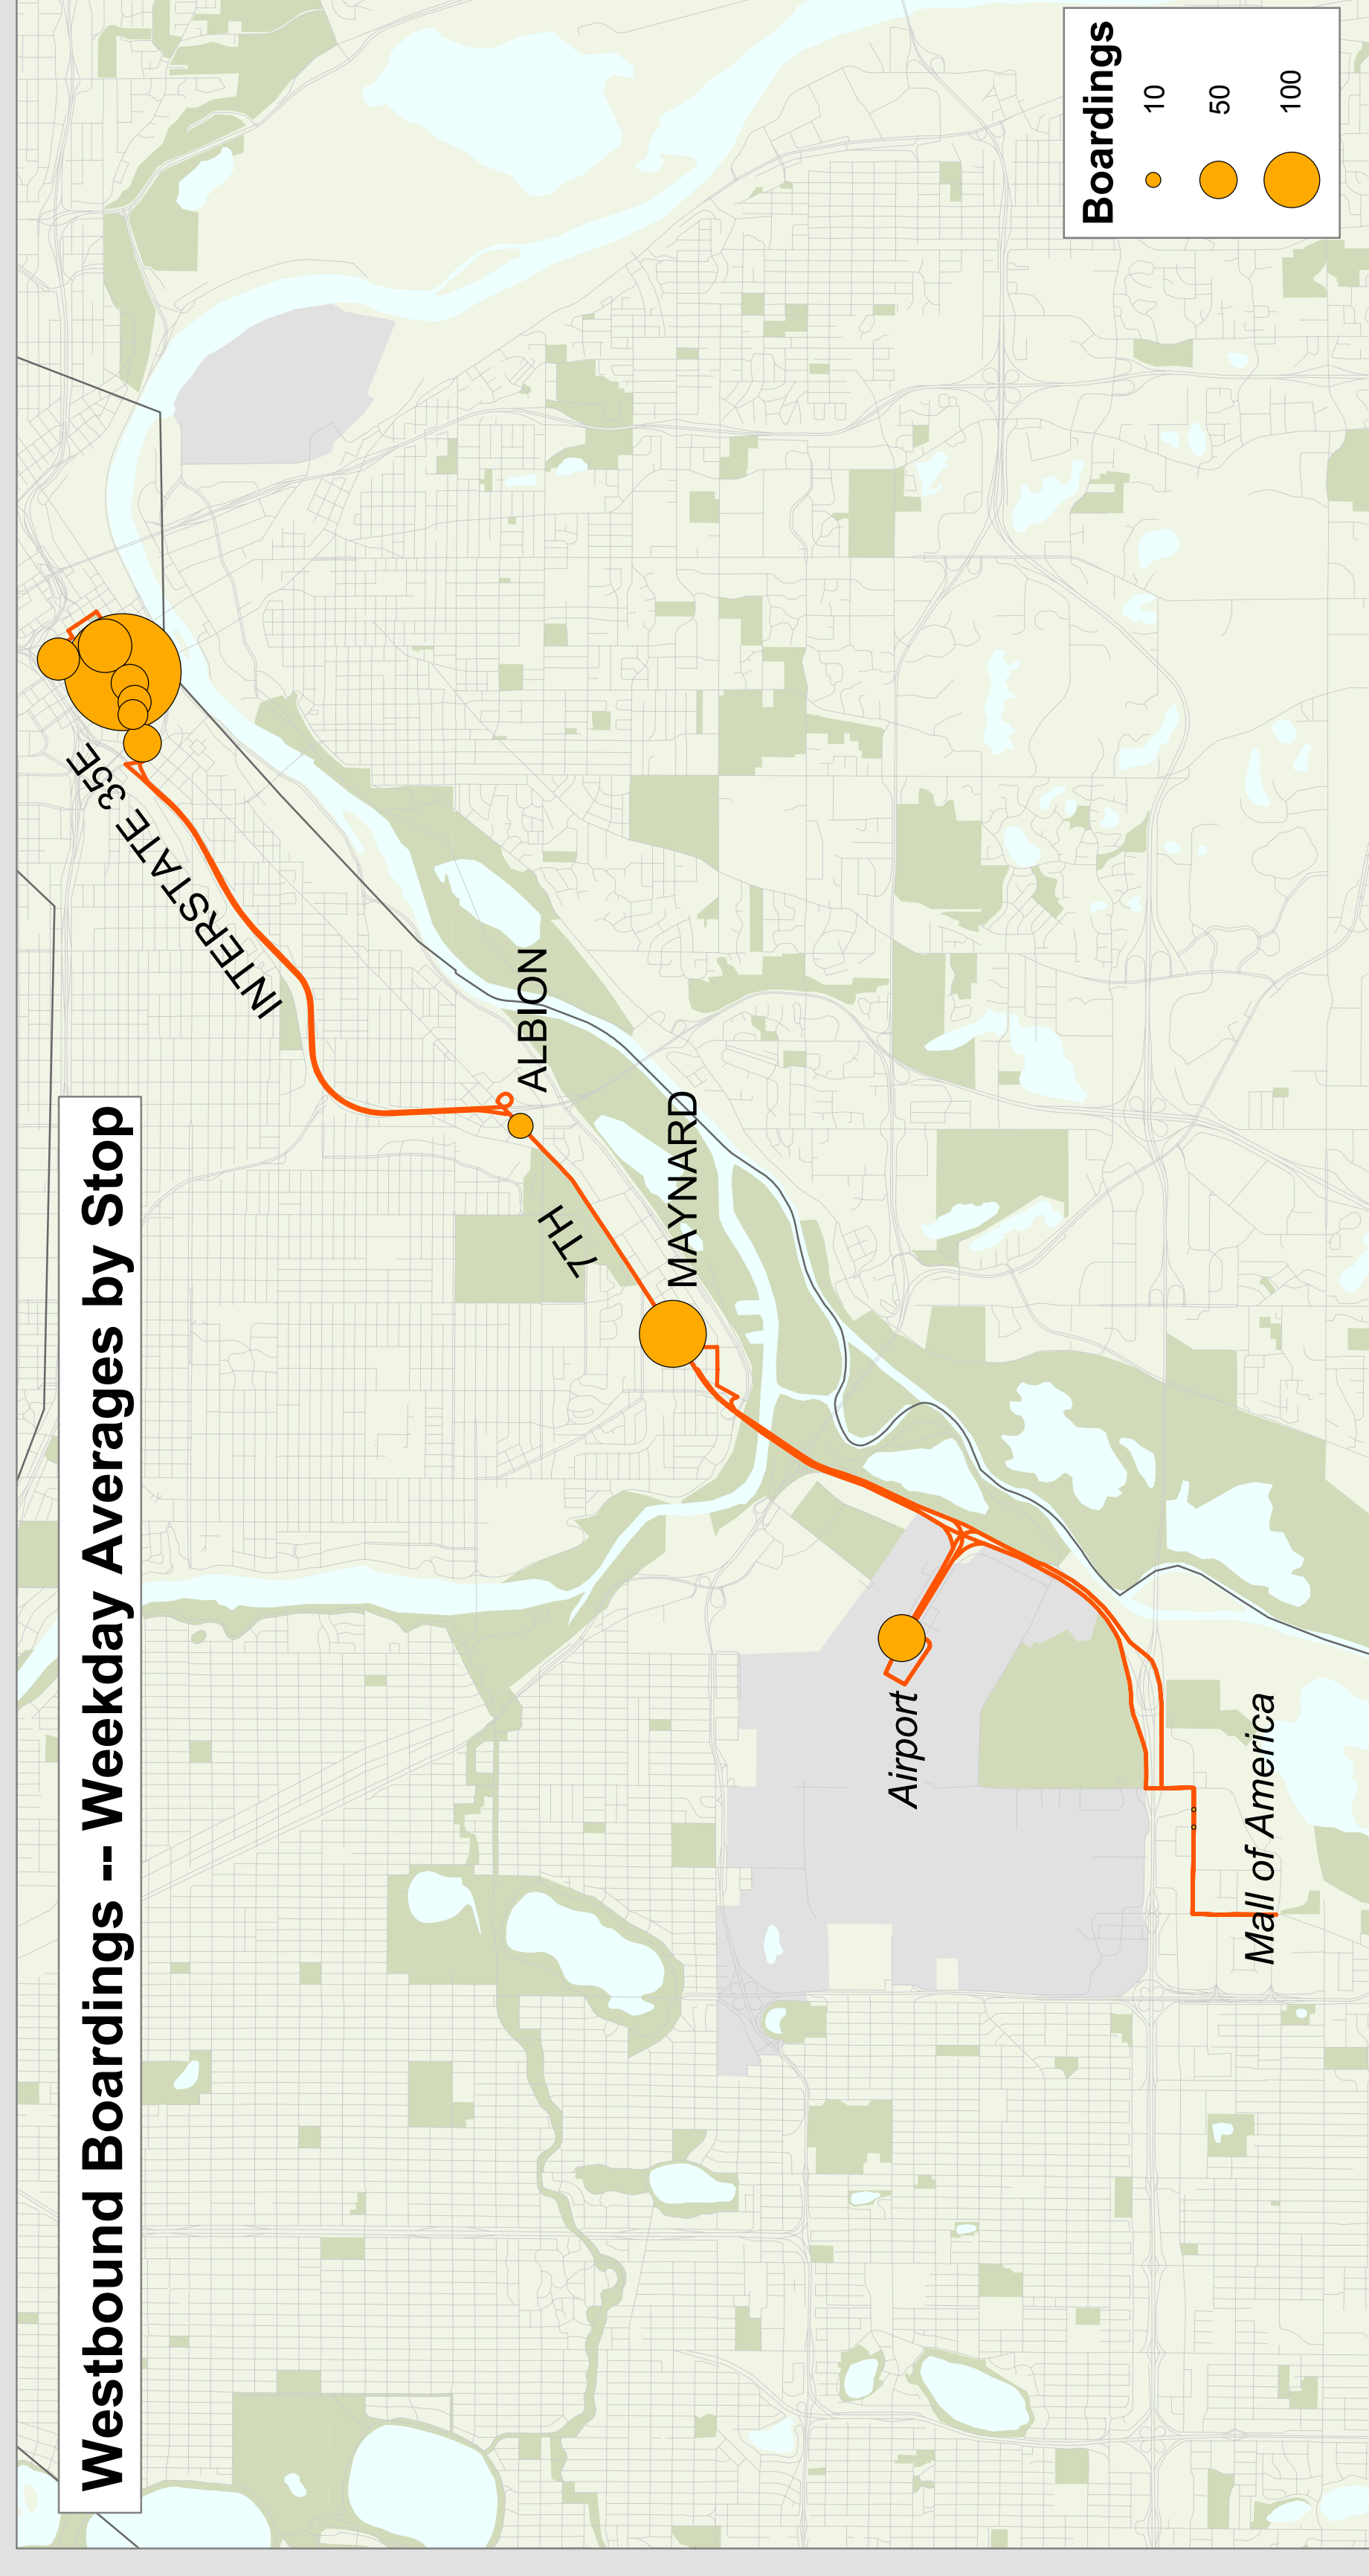 Westbound Boardings -- Weekday Averages by Stop
INTERSTATE 35E
ALBION
7TH
MAYNARD
Airport
Mall of America
Boardings
10
50
100